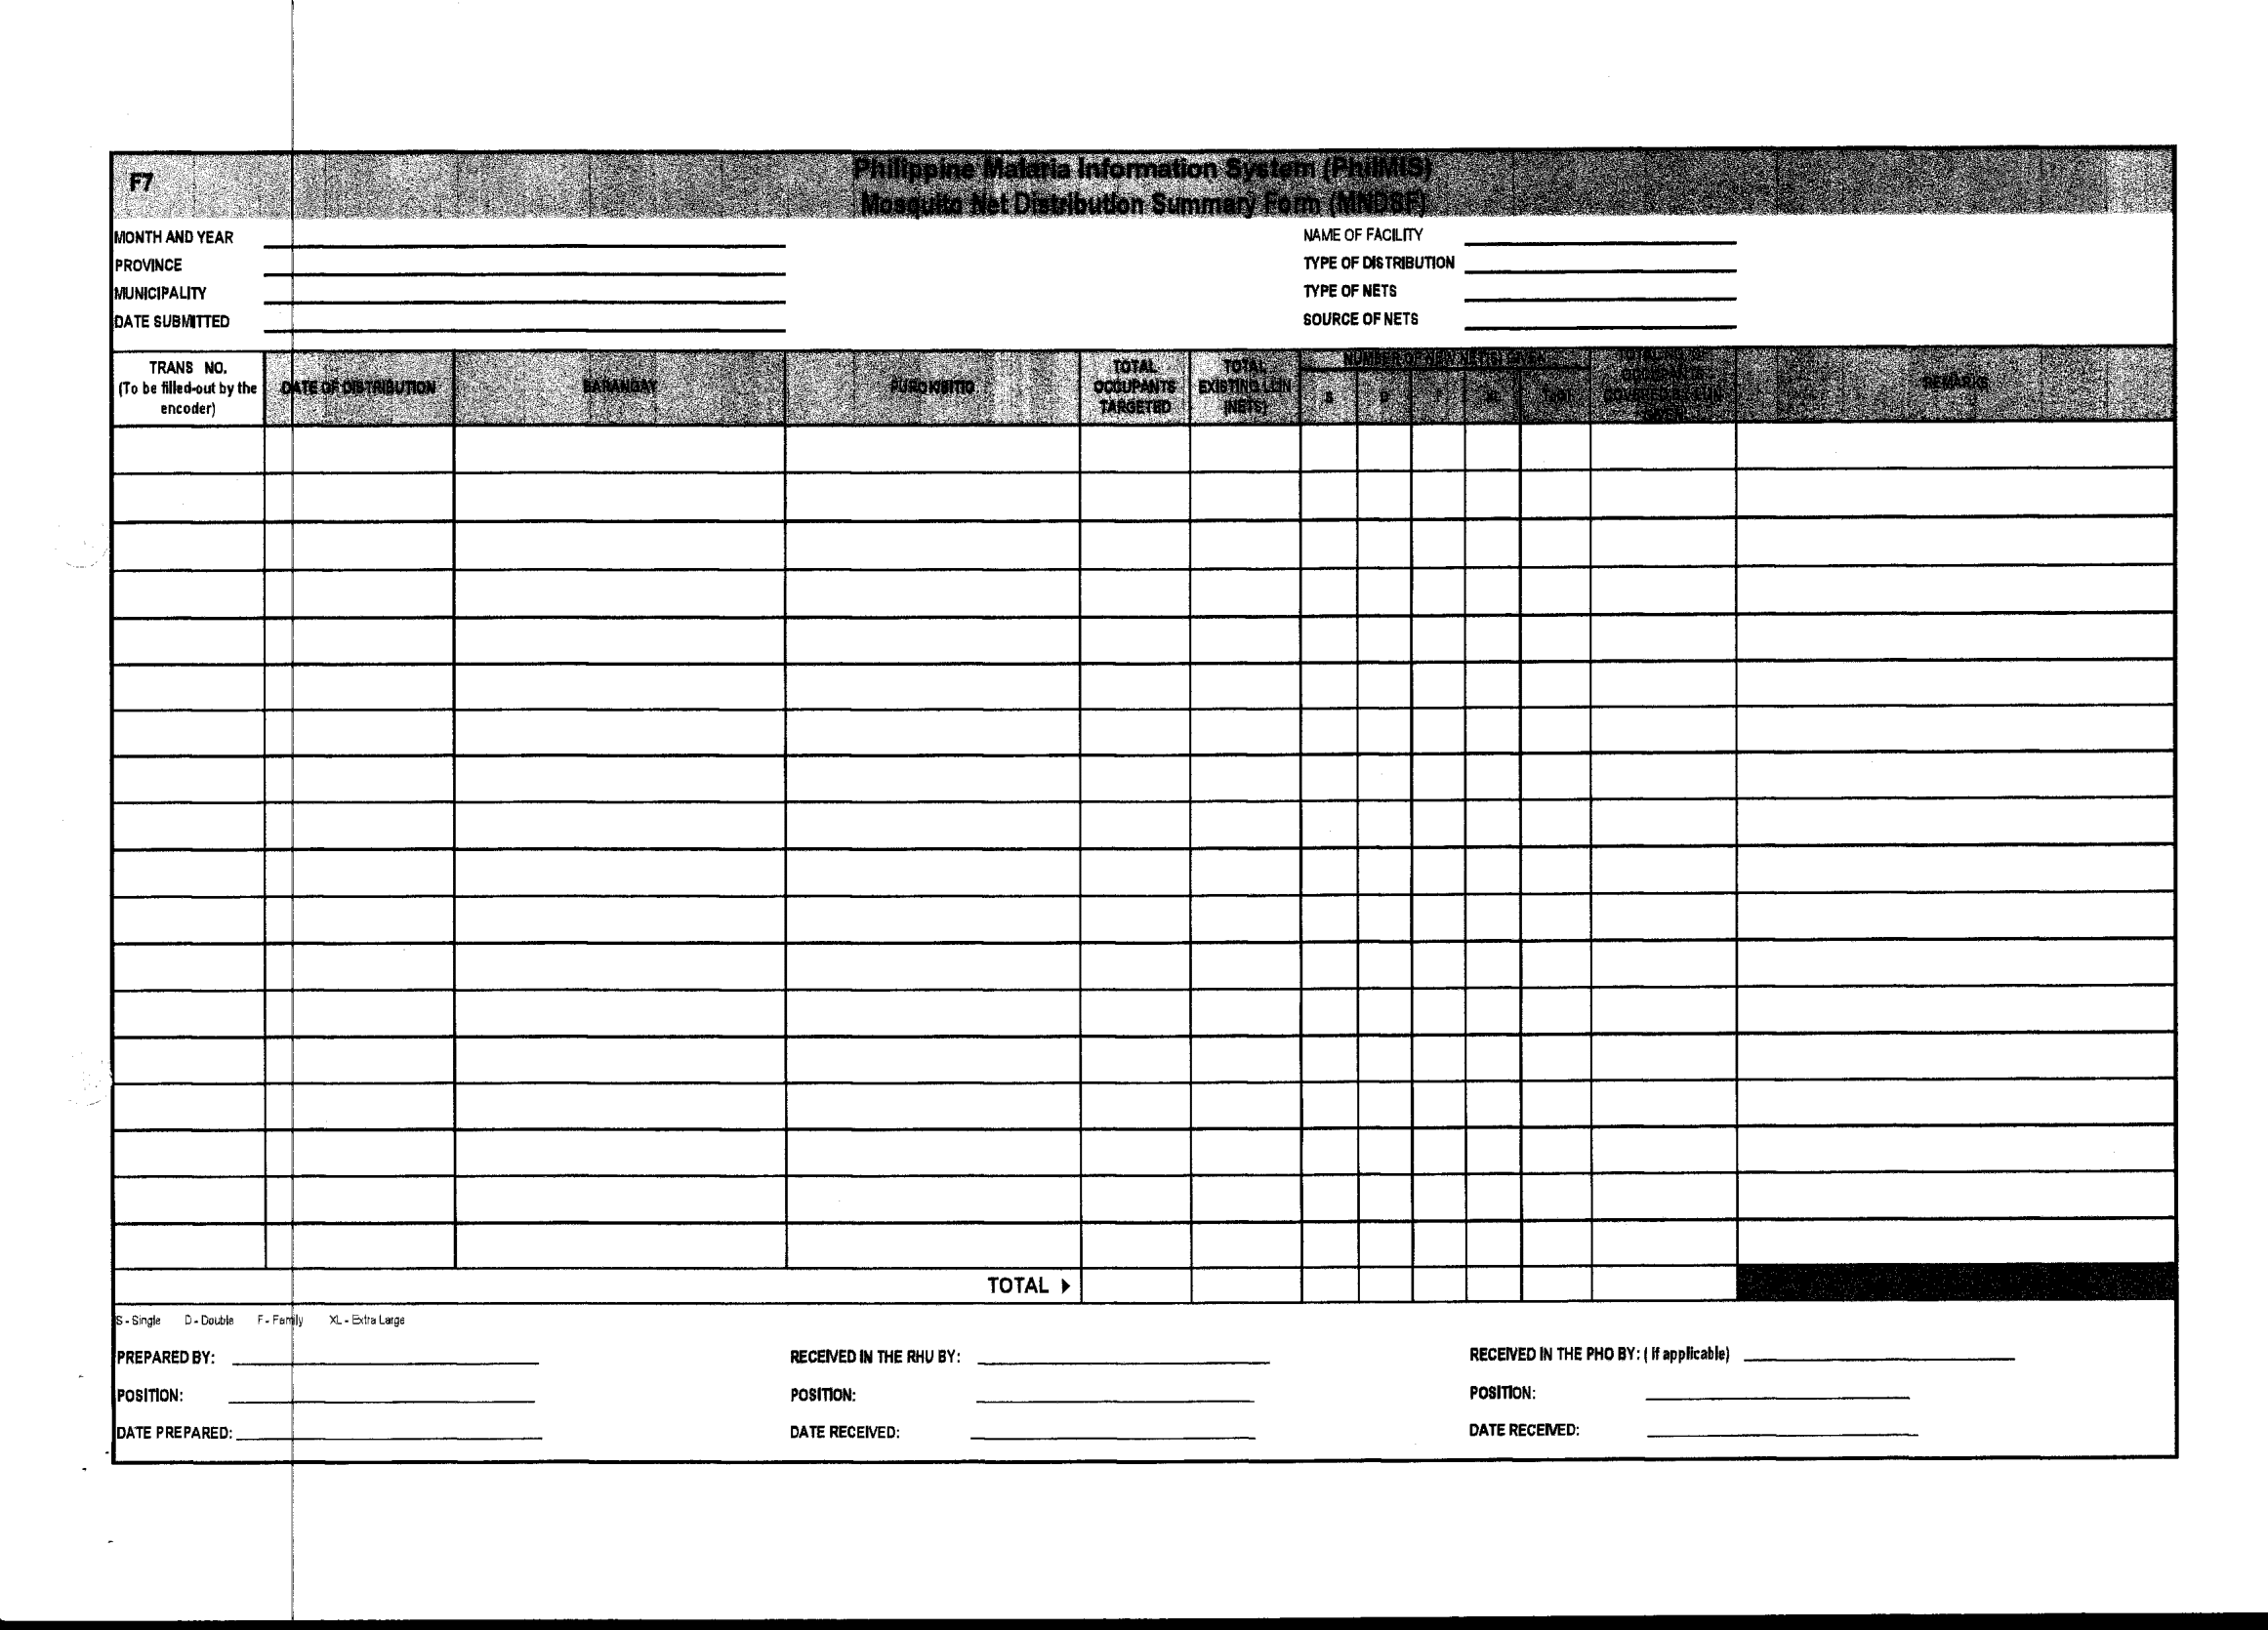 F7
Philippine Malaria Information System (PhilMIS)
Mosquito Net Distribution Summary Form (MNDSF)
MONTH AND YEAR
PROVINCE
MUNICIPALITY
DATE SUBMITTED
NAME OF FACILITY
TYPE OF DISTRIBUTION
TYPE OF NETS
SOURCE OF NETS
TRANS NO.
(To be filled-out by the
encoder)
DATE OF DISTRIBUTION
BARANGAY
PUROK/SITIO
TOTAL
OCCUPANTS
TARGETED
TOTAL
EXISTING LLIN
(NETS)
NUMBER OF NEW NET(S) GIVEN
S
D
F
XL
Total
TOTAL NO. OF
OCCUPANTS
COVERED BY LLIN
GIVEN
REMARKS
TOTAL
S - Single D - Double F - Family XL - Extra Large
PREPARED BY:
POSITION:
DATE PREPARED:
RECEIVED IN THE RHU BY:
POSITION:
DATE RECEIVED:
RECEIVED IN THE PHO BY: ( If applicable)
POSITION:
DATE RECEIVED: